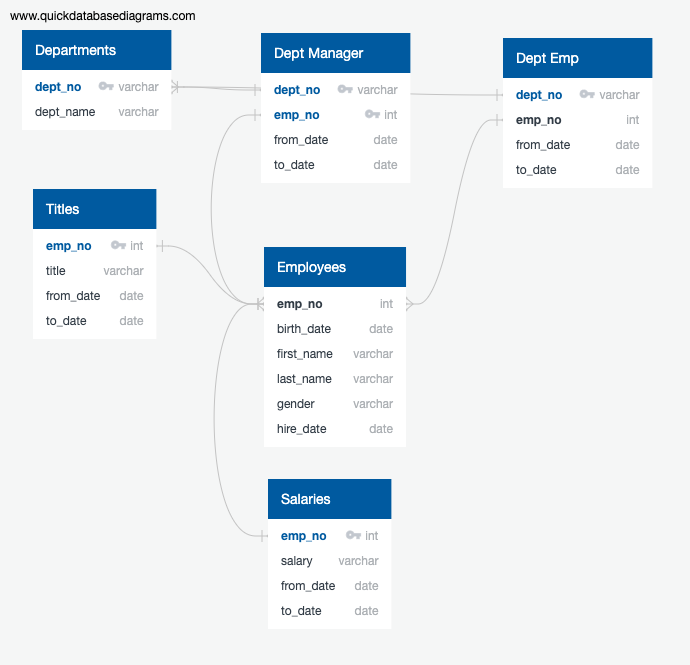 www.quickdatabasediagrams.com
Departments
dept_no varchar
dept_name varchar
Dept Manager
dept_no varchar
emp_no int
from_date date
to_date date
Dept Emp
dept_no varchar
emp_no int
from_date date
to_date date
Titles
emp_no int
title varchar
from_date date
to_date date
Employees
emp_no int
birth_date date
first_name varchar
last_name varchar
gender varchar
hire_date date
Salaries
emp_no int
salary varchar
from_date date
to_date date